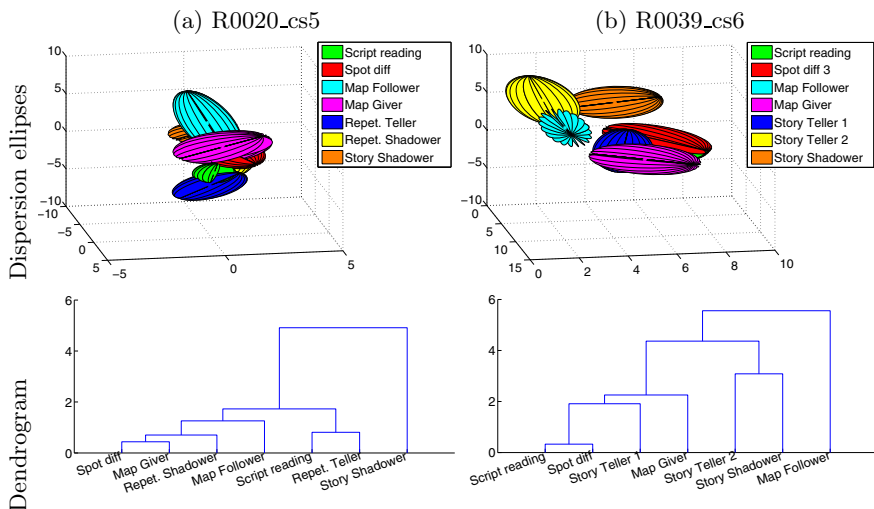 (a) R0020_cs5
(b) R0039_cs6
Dispersion ellipses
10
5
0
−5
−10
−10
−5
0
5
−5
0
5
Script reading
Spot diff
Map Follower
Map Giver
Repet. Teller
Repet. Shadower
Story Shadower
10
5
0
−5
−10
0
5
10
15
0
2
4
6
8
10
Script reading
Spot diff 3
Map Follower
Map Giver
Story Teller 1
Story Teller 2
Story Shadower
Dendrogram
6
4
2
0
Spot diff
Map Giver
Repet. Shadower
Map Follower
Script reading
Repet. Teller
Story Shadower
6
4
2
0
Script reading
Spot diff
Story Teller 1
Map Giver
Story Teller 2
Story Shadower
Map Follower